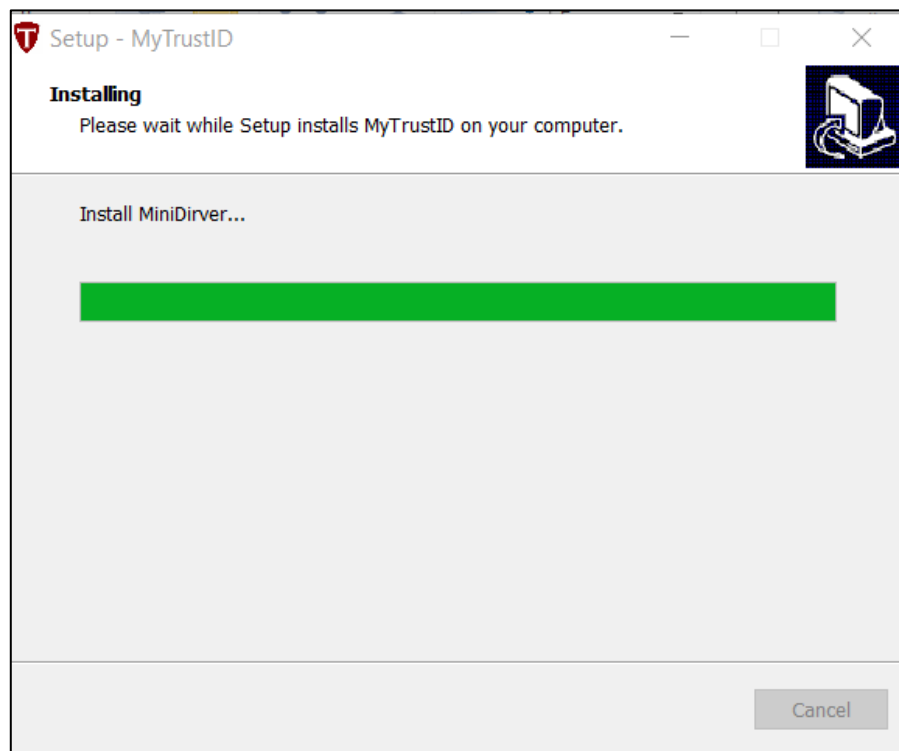 Setup - MyTrustID
Installing
Please wait while Setup installs MyTrustID on your computer.
Install MiniDirver...
Cancel